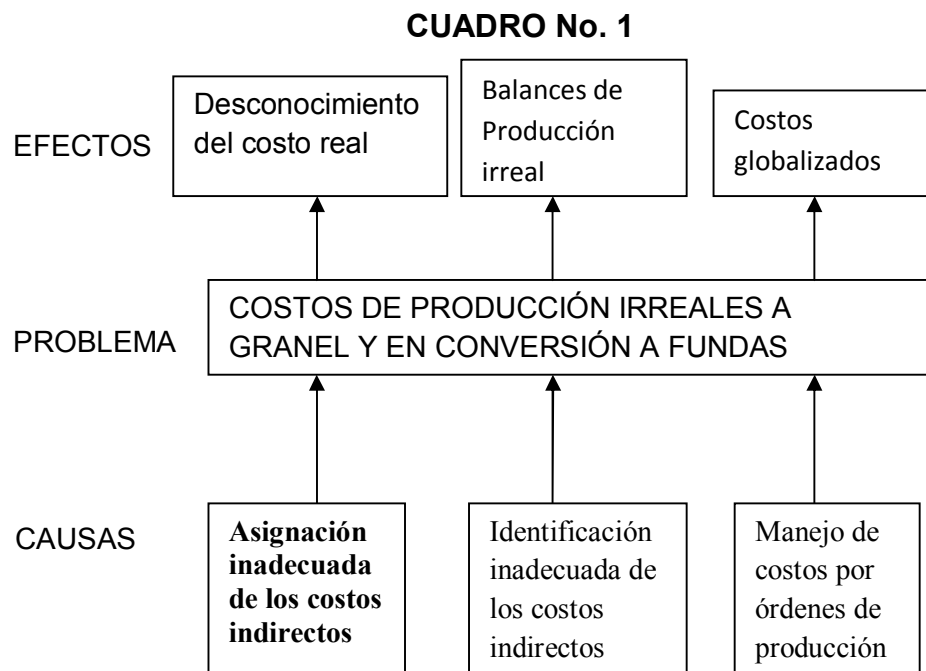 CUADRO No. 1
EFECTOS
Desconocimiento
del costo real
Balances de
Producción
irreal
Costos
globalizados
PROBLEMA
COSTOS DE PRODUCCIÓN IRREALES A
GRANEL Y EN CONVERSIÓN A FUNDAS
CAUSAS
Asignación
inadecuada
de los costos
indirectos
Identificación
inadecuada de
los costos
indirectos
Manejo de
costos por
órdenes de
producción